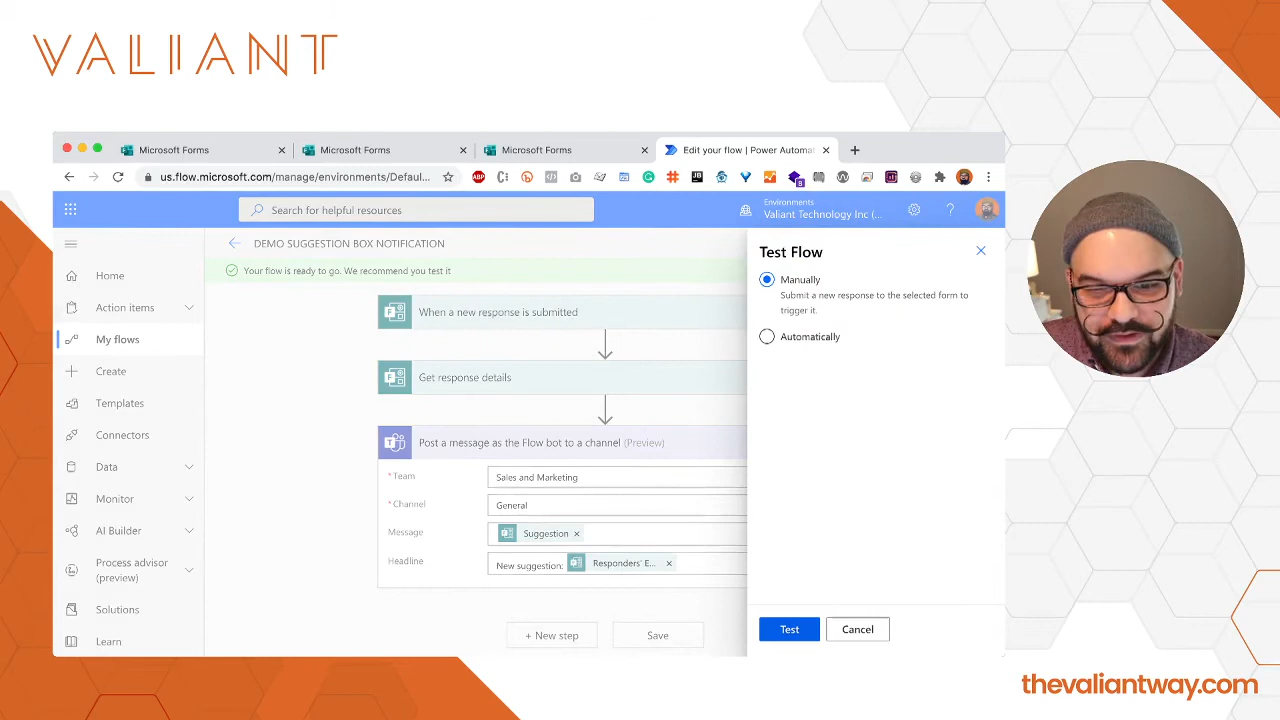 VALIANT
Microsoft Forms
Microsoft Forms
Microsoft Forms
Edit your flow | Power Automat
us.flow.microsoft.com/manage/environments/Defaul...
ABP
Search for helpful resources
Environments
Valiant Technology Inc (...
Home
Action items
My flows
Create
Templates
Connectors
Data
Monitor
AI Builder
Process advisor
(preview)
Solutions
Learn
DEMO SUGGESTION BOX NOTIFICATION
Your flow is ready to go. We recommend you test it
When a new response is submitted
Get response details
Post a message as the Flow bot to a channel (Preview)
* Team
Sales and Marketing
* Channel
General
Message
Suggestion ×
Headline
New suggestion: Responders' E... ×
+ New step
Save
Test Flow
Manually
Submit a new response to the selected form to
trigger it.
Automatically
Test
Cancel
thevaliantway.com